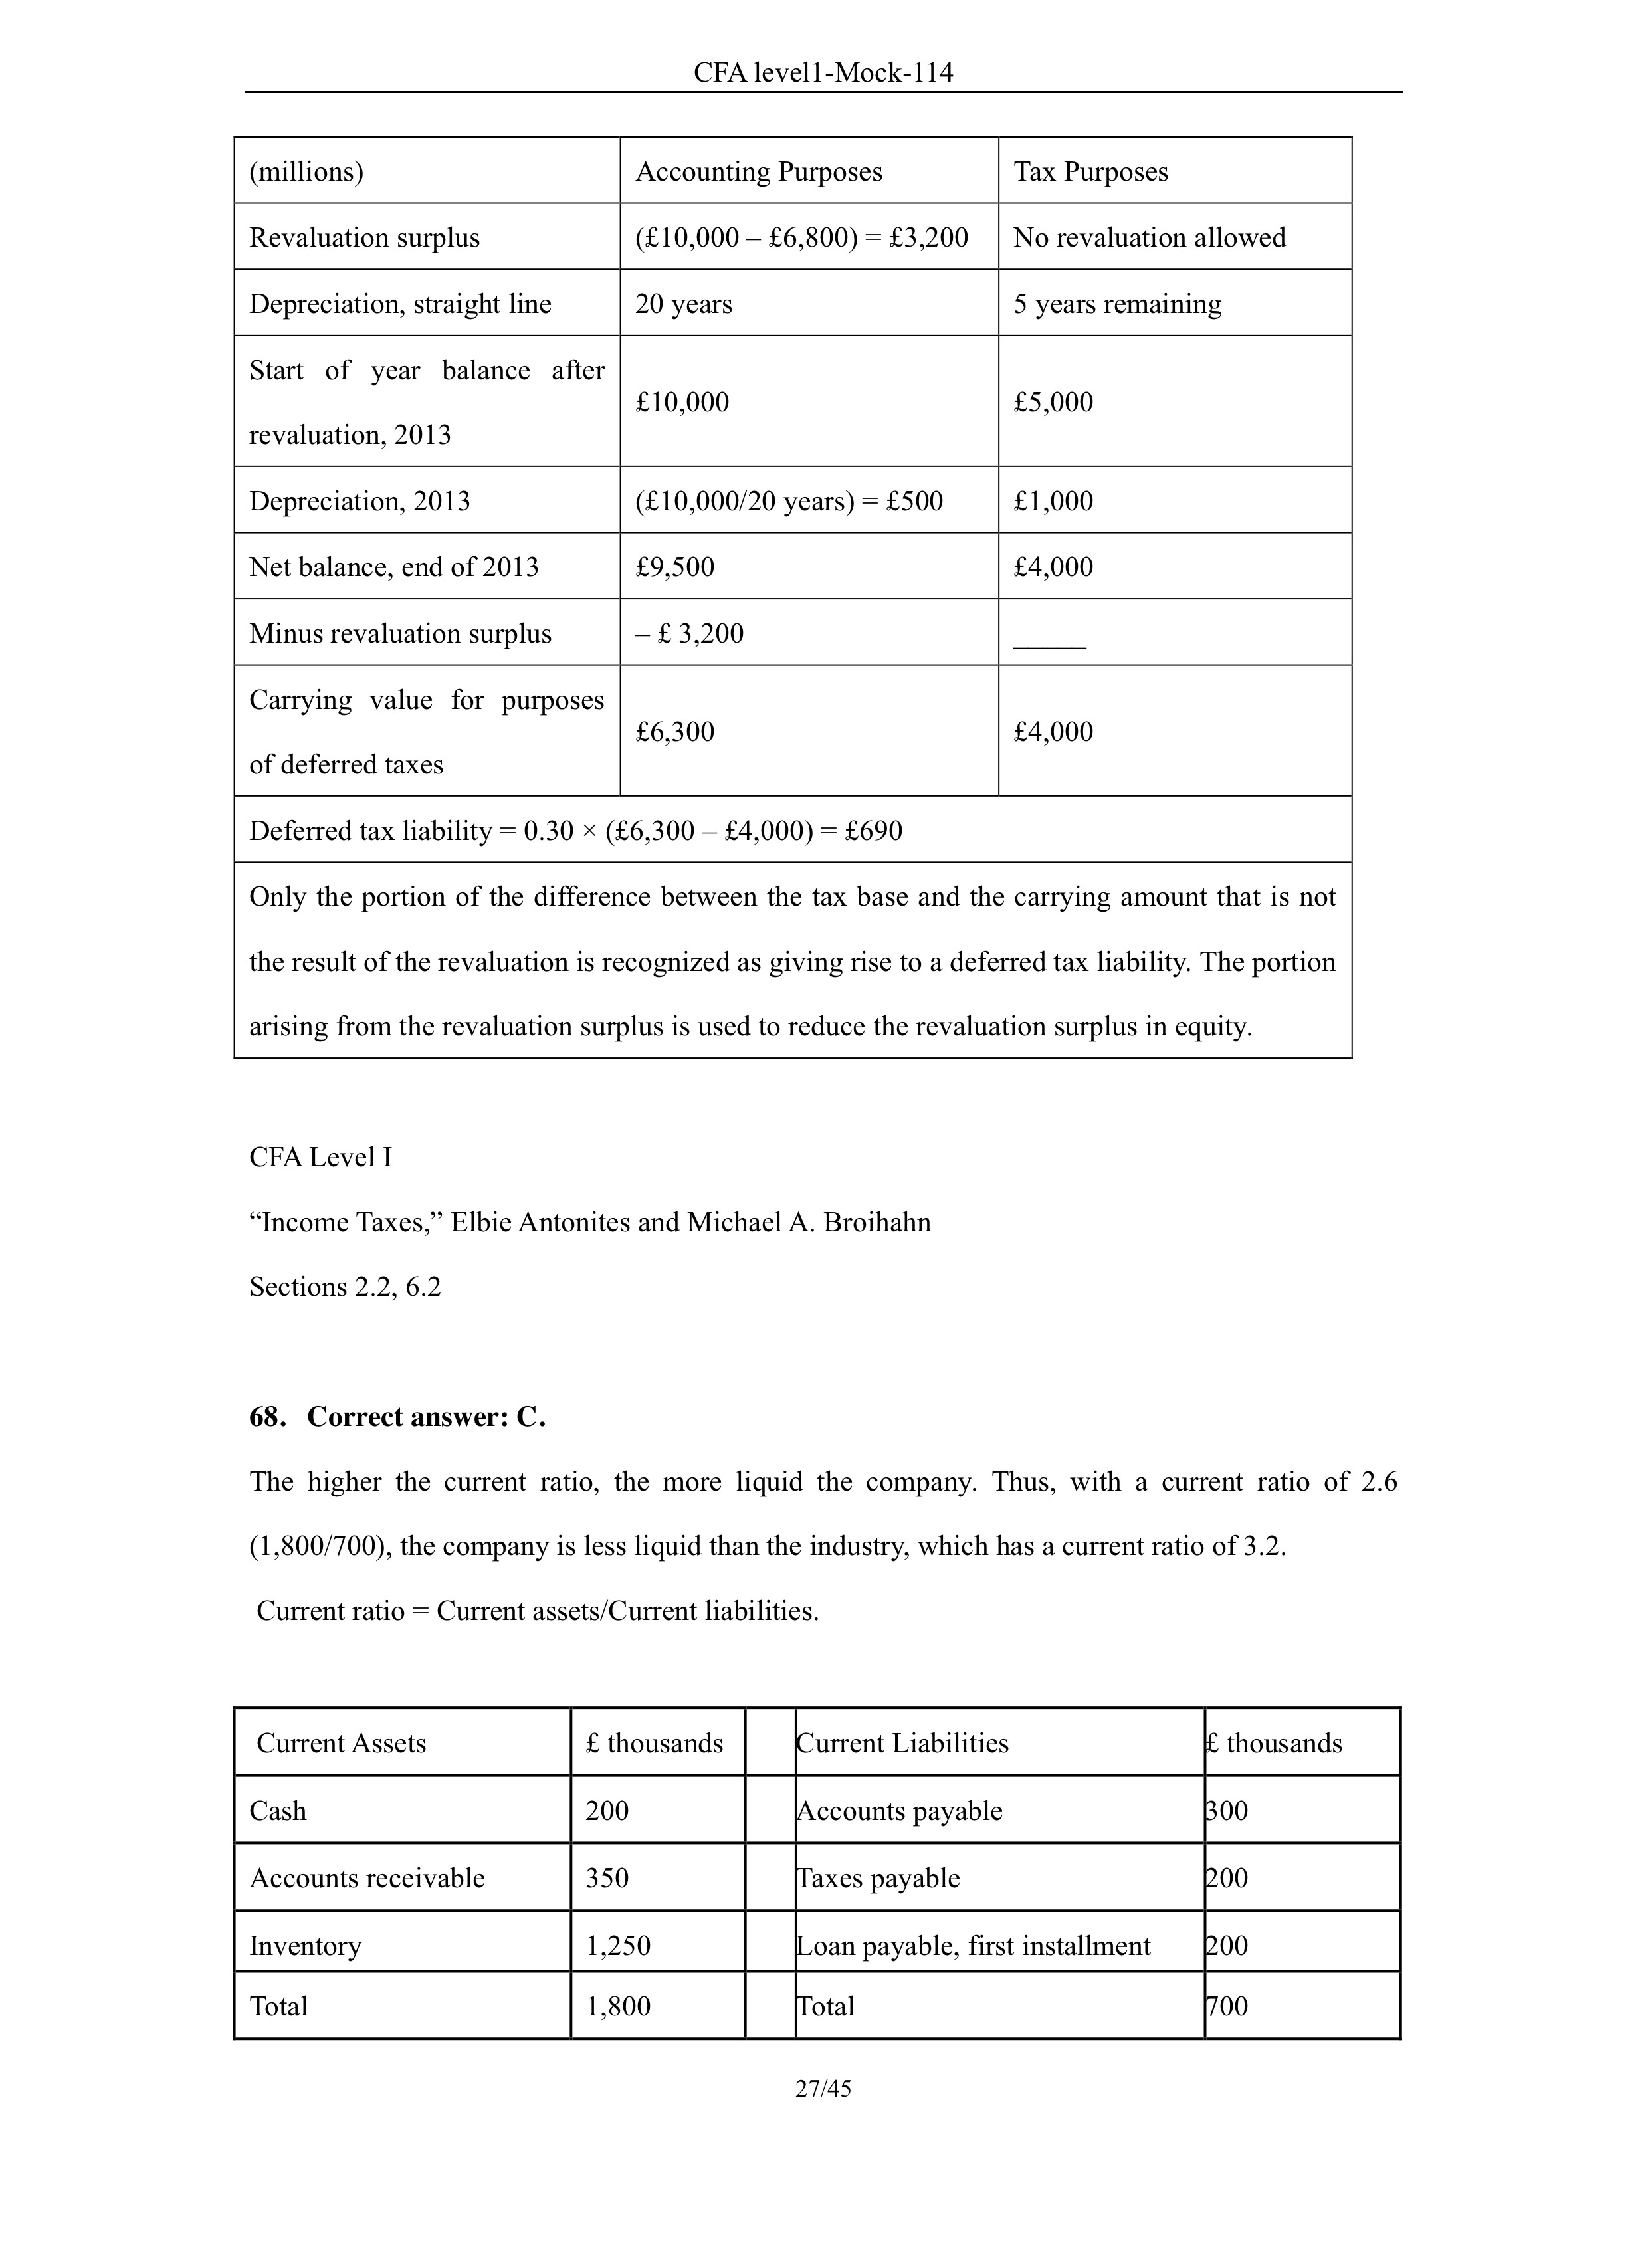 CFA level1-Mock-114
(millions) Accounting Purposes Tax Purposes
Revaluation surplus (£10,000 – £6,800) = £3,200 No revaluation allowed
Depreciation, straight line 20 years 5 years remaining
Start of year balance after
revaluation, 2013
£10,000 £5,000
Depreciation, 2013 (£10,000/20 years) = £500 £1,000
Net balance, end of 2013 £9,500 £4,000
Minus revaluation surplus – £ 3,200 _____
Carrying value for purposes
of deferred taxes
£6,300 £4,000
Deferred tax liability = 0.30 × (£6,300 – £4,000) = £690
Only the portion of the difference between the tax base and the carrying amount that is not
the result of the revaluation is recognized as giving rise to a deferred tax liability. The portion
arising from the revaluation surplus is used to reduce the revaluation surplus in equity.
CFA Level I
“Income Taxes,” Elbie Antonites and Michael A. Broihahn
Sections 2.2, 6.2
68. Correct answer: C.
The higher the current ratio, the more liquid the company. Thus, with a current ratio of 2.6
(1,800/700), the company is less liquid than the industry, which has a current ratio of 3.2.
Current ratio = Current assets/Current liabilities.
Current Assets £ thousands Current Liabilities £ thousands
Cash 200 Accounts payable 300
Accounts receivable 350 Taxes payable 200
Inventory 1,250 Loan payable, first installment 200
Total 1,800 Total 700
27/45